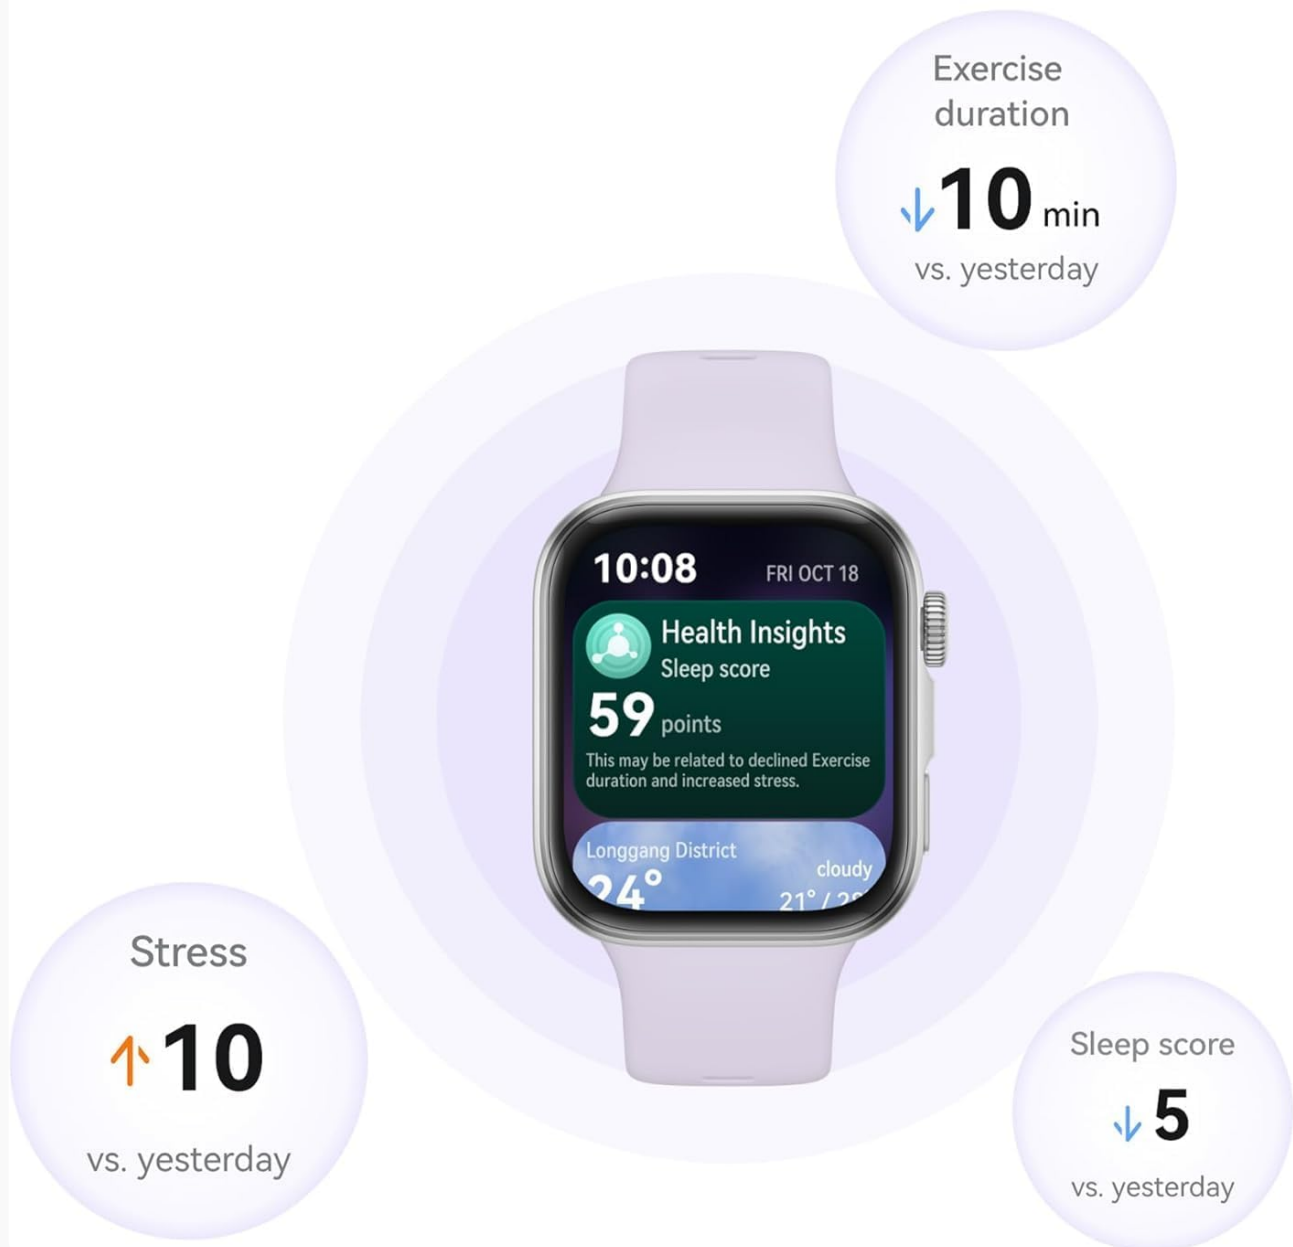 Exercise
duration
↓10 min
vs. yesterday
10:08 FRI OCT 18
Health Insights
Sleep score
59 points
This may be related to declined Exercise
duration and increased stress.
Longgang District
cloudy
24°
21° /
Stress
↑10
vs. yesterday
Sleep score
↓5
vs. yesterday